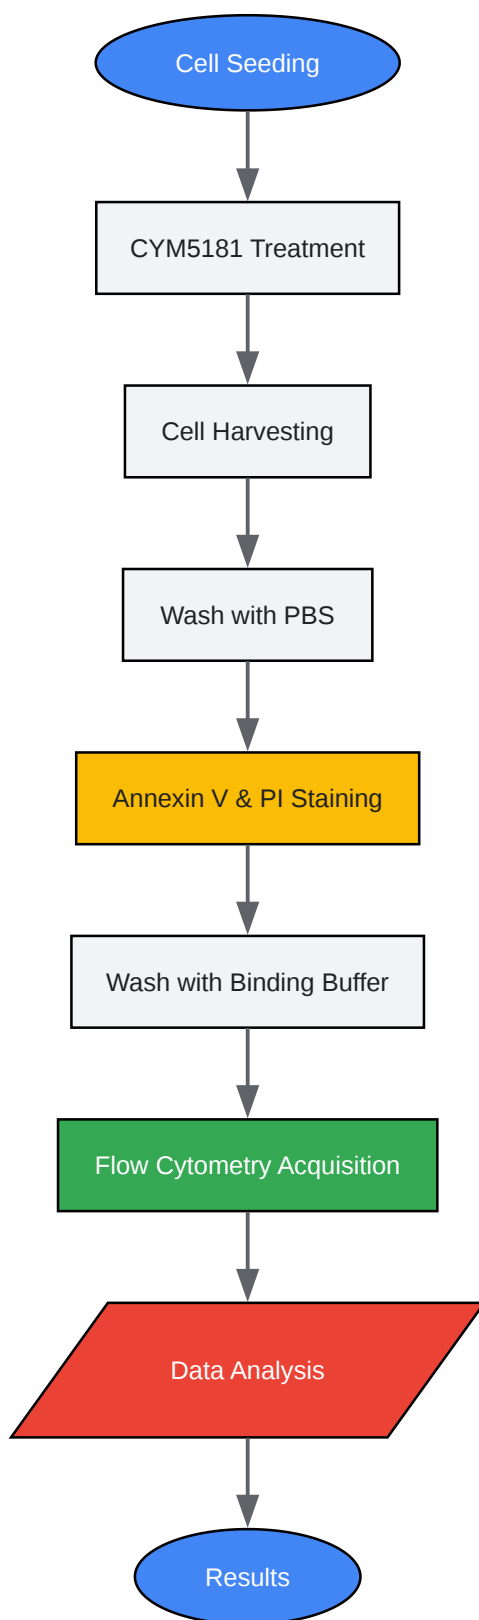 Cell Seeding
CYM5181 Treatment
Cell Harvesting
Wash with PBS
Annexin V & PI Staining
Wash with Binding Buffer
Flow Cytometry Acquisition
Data Analysis
Results